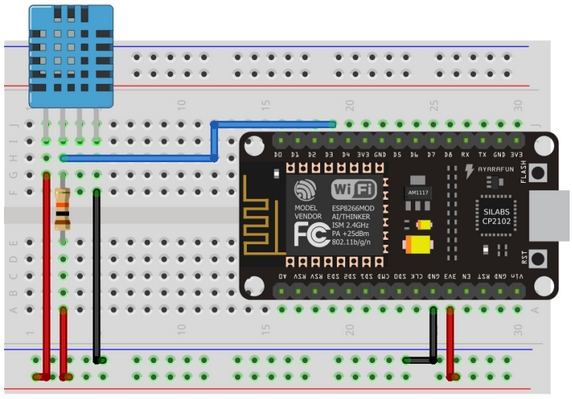 10
15
20
25
30
J
I
H
G
F
D0 D1 D2 D3 D4 3V3 GND D5 D6 D7 D8 RX TX GND 3V3
FLASH
AYARAFUN
WiFi
MODEL
VENDOR
ESP8266MOD
AI/THINKER
ISM 2.4GHz
PA +25dBm
802.11b/g/n
FC
AM1117
SILABS
CP2102
RST
A0 RSV RSV SD3 SD2 SD1 CMD SD0 CLK GND 3V3 EN RST GND Vin
E
D
C
B
A
1
10
20
25
30